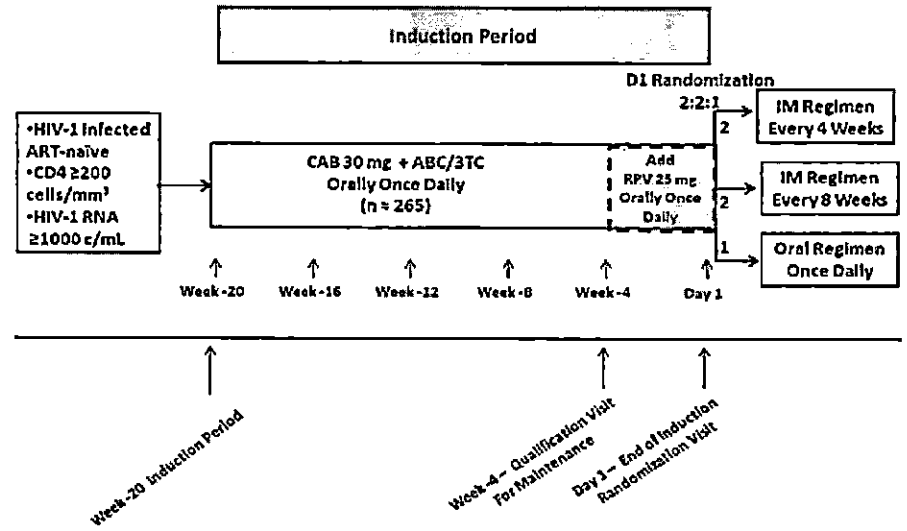 Induction Period
D1 Randomization
2:2:1
•HIV-1 Infected
ART-naïve
•CD4 ≥200
cells/mm³
•HIV-1 RNA
≥1000 c/mL
CAB 30 mg + ABC/3TC
Orally Once Daily
(n ≈ 265)
Add
RPV 25 mg
Orally Once
Daily
2
IM Regimen
Every 4 Weeks
2
IM Regimen
Every 8 Weeks
1
Oral Regimen
Once Daily
Week -20
Week -16
Week -12
Week -8
Week -4
Day 1
Week -20 Induction Period
Week -4 – Qualification Visit
For Maintenance
Day 1 – End of Induction
Randomization Visit